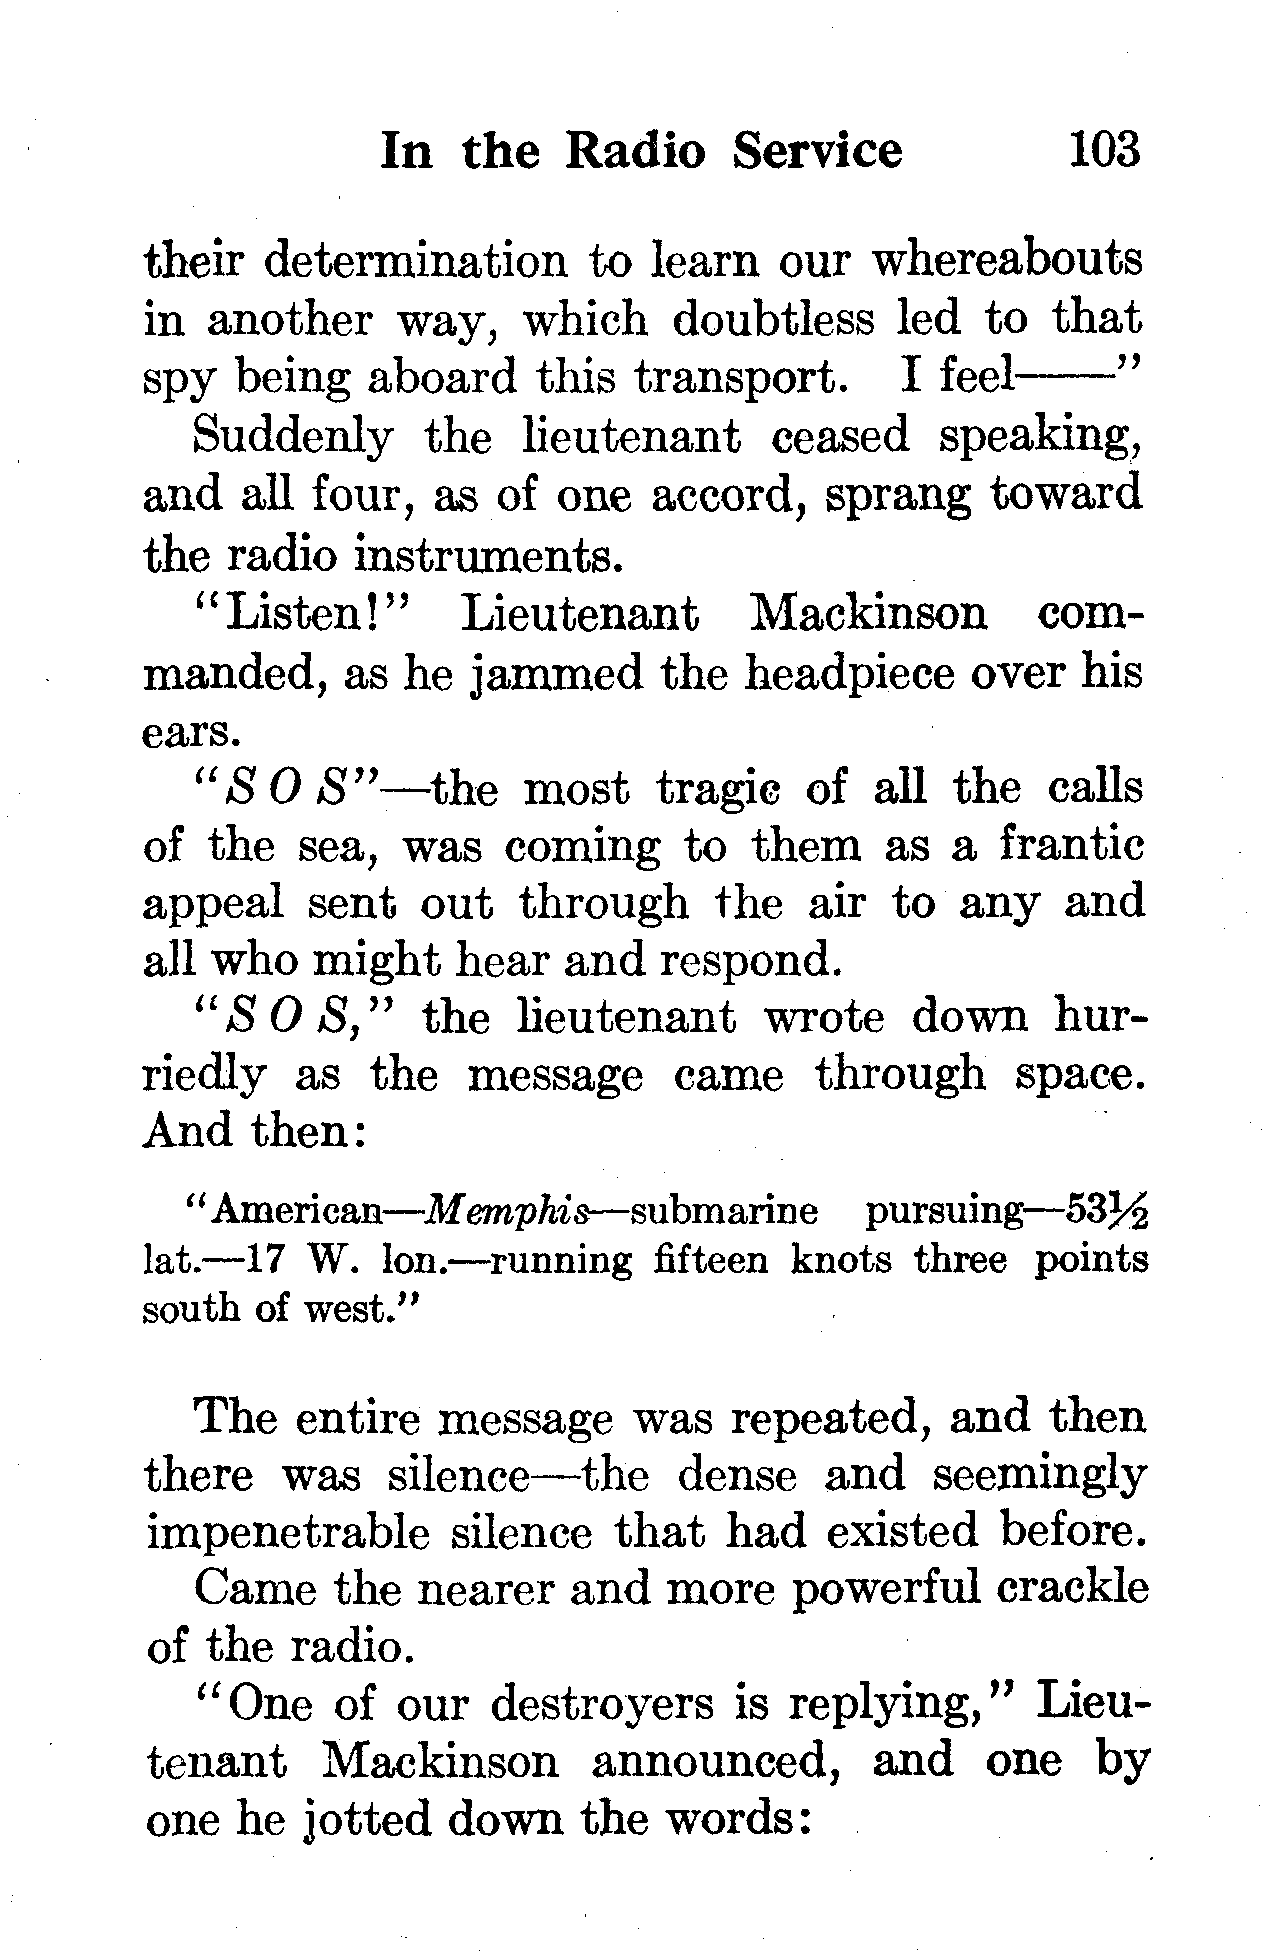 In the Radio Service 103
their determination to learn our whereabouts
in another way, which doubtless led to that
spy being aboard this transport. I feel——”
Suddenly the lieutenant ceased speaking,
and all four, as of one accord, sprang toward
the radio instruments.
“Listen!” Lieutenant Mackinson com-
manded, as he jammed the headpiece over his
ears.
“S O S”—the most tragic of all the calls
of the sea, was coming to them as a frantic
appeal sent out through the air to any and
all who might hear and respond.
“S O S,” the lieutenant wrote down hur-
riedly as the message came through space.
And then:
“American—Memphis—submarine pursuing—53½
lat.—17 W. lon.—running fifteen knots three points
south of west.”
The entire message was repeated, and then
there was silence—the dense and seemingly
impenetrable silence that had existed before.
Came the nearer and more powerful crackle
of the radio.
“One of our destroyers is replying,” Lieu-
tenant Mackinson announced, and one by
one he jotted down the words: